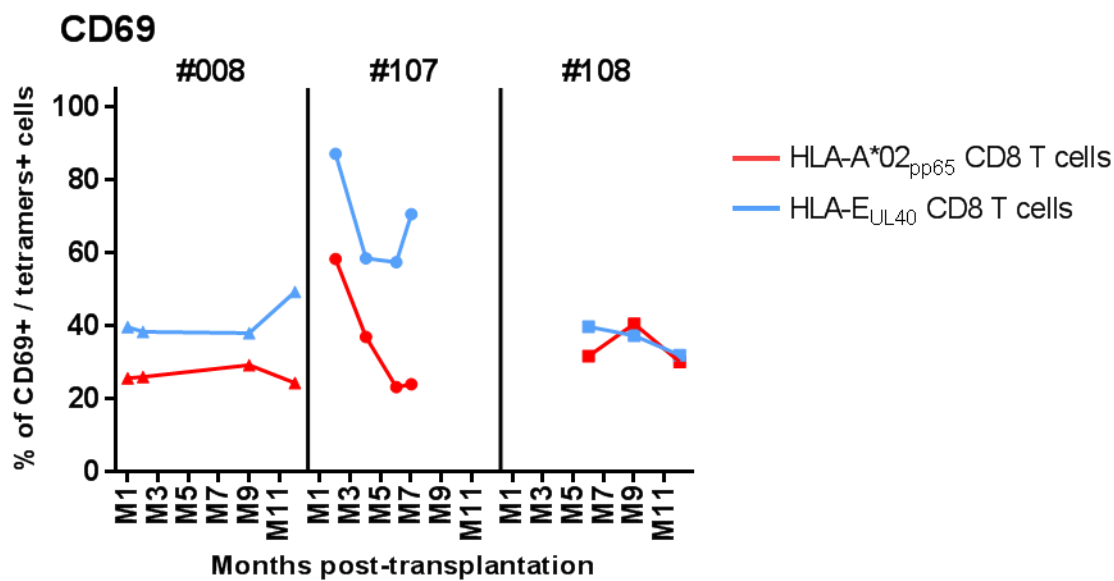 CD69
#008 #107 #108
% of CD69+ / tetramers+ cells
100
80
60
40
20
0
M1 M3 M5 M7 M9 M11 M1 M3 M5 M7 M9 M11 M1 M3 M5 M7 M9 M11
Months post-transplantation
HLA-A*02pp65 CD8 T cells
HLA-EUL40 CD8 T cells